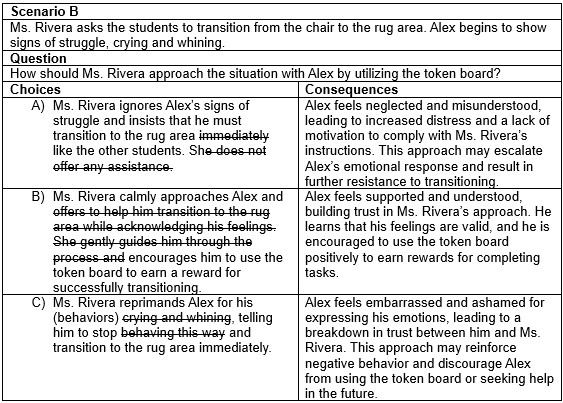 Scenario B
Ms. Rivera asks the students to transition from the chair to the rug area. Alex begins to show
signs of struggle, crying and whining.
Question
How should Ms. Rivera approach the situation with Alex by utilizing the token board?
Choices
Consequences
A) Ms. Rivera ignores Alex's signs of
struggle and insists that he must
transition to the rug area immediately
like the other students. She does not
offer any assistance.
Alex feels neglected and misunderstood,
leading to increased distress and a lack of
motivation to comply with Ms. Rivera's
instructions. This approach may escalate
Alex's emotional response and result in
further resistance to transitioning.
B) Ms. Rivera calmly approaches Alex and
offers to help him transition to the rug
area while acknowledging his feelings.
She gently guides him through the
process and encourages him to use the
token board to earn a reward for
successfully transitioning.
Alex feels supported and understood,
building trust in Ms. Rivera's approach. He
learns that his feelings are valid, and he is
encouraged to use the token board
positively to earn rewards for completing
tasks.
C) Ms. Rivera reprimands Alex for his
(behaviors) crying and whining, telling
him to stop behaving this way and
transition to the rug area immediately.
Alex feels embarrassed and ashamed for
expressing his emotions, leading to a
breakdown in trust between him and Ms.
Rivera. This approach may reinforce
negative behavior and discourage Alex
from using the token board or seeking help
in the future.